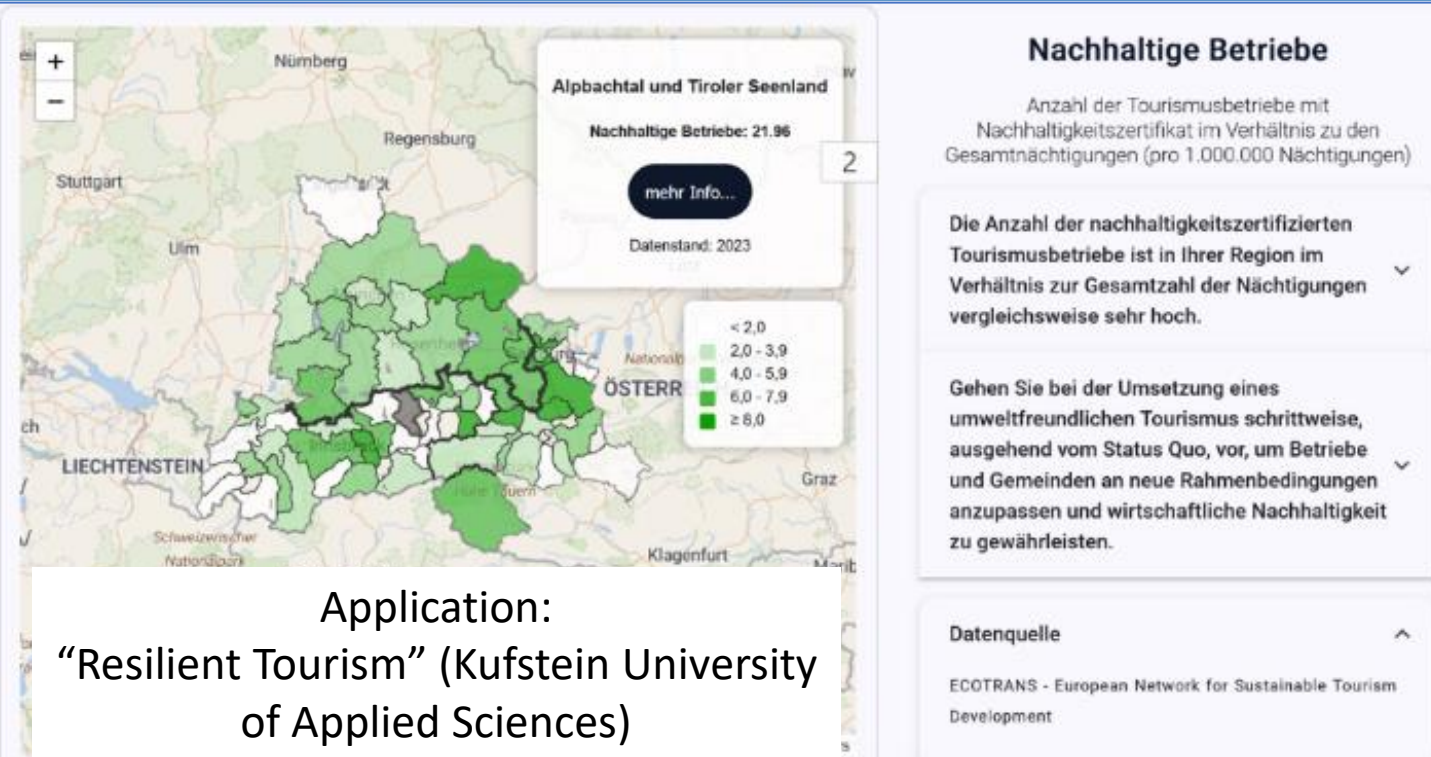 +
−
Nürnberg
Regensburg
Stuttgart
Ulm
LIECHTENSTEIN
ÖSTERR
Graz
Klagenfurt
Schweizerischer
Nationalpark
Alpbachtal und Tiroler Seenland
Nachhaltige Betriebe: 21.96
mehr Info...
Datenstand: 2023
2
< 2,0
2,0 - 3,9
4,0 - 5,9
6,0 - 7,9
≥ 8,0
Application:
“Resilient Tourism” (Kufstein University
of Applied Sciences)
Nachhaltige Betriebe
Anzahl der Tourismusbetriebe mit
Nachhaltigkeitszertifikat im Verhältnis zu den
Gesamtnächtigungen (pro 1.000.000 Nächtigungen)
Die Anzahl der nachhaltigkeitszertifizierten
Tourismusbetriebe ist in Ihrer Region im
Verhältnis zur Gesamtzahl der Nächtigungen
vergleichsweise sehr hoch.
Gehen Sie bei der Umsetzung eines
umweltfreundlichen Tourismus schrittweise,
ausgehend vom Status Quo, vor, um Betriebe
und Gemeinden an neue Rahmenbedingungen
anzupassen und wirtschaftliche Nachhaltigkeit
zu gewährleisten.
Datenquelle
ECOTRANS - European Network for Sustainable Tourism
Development